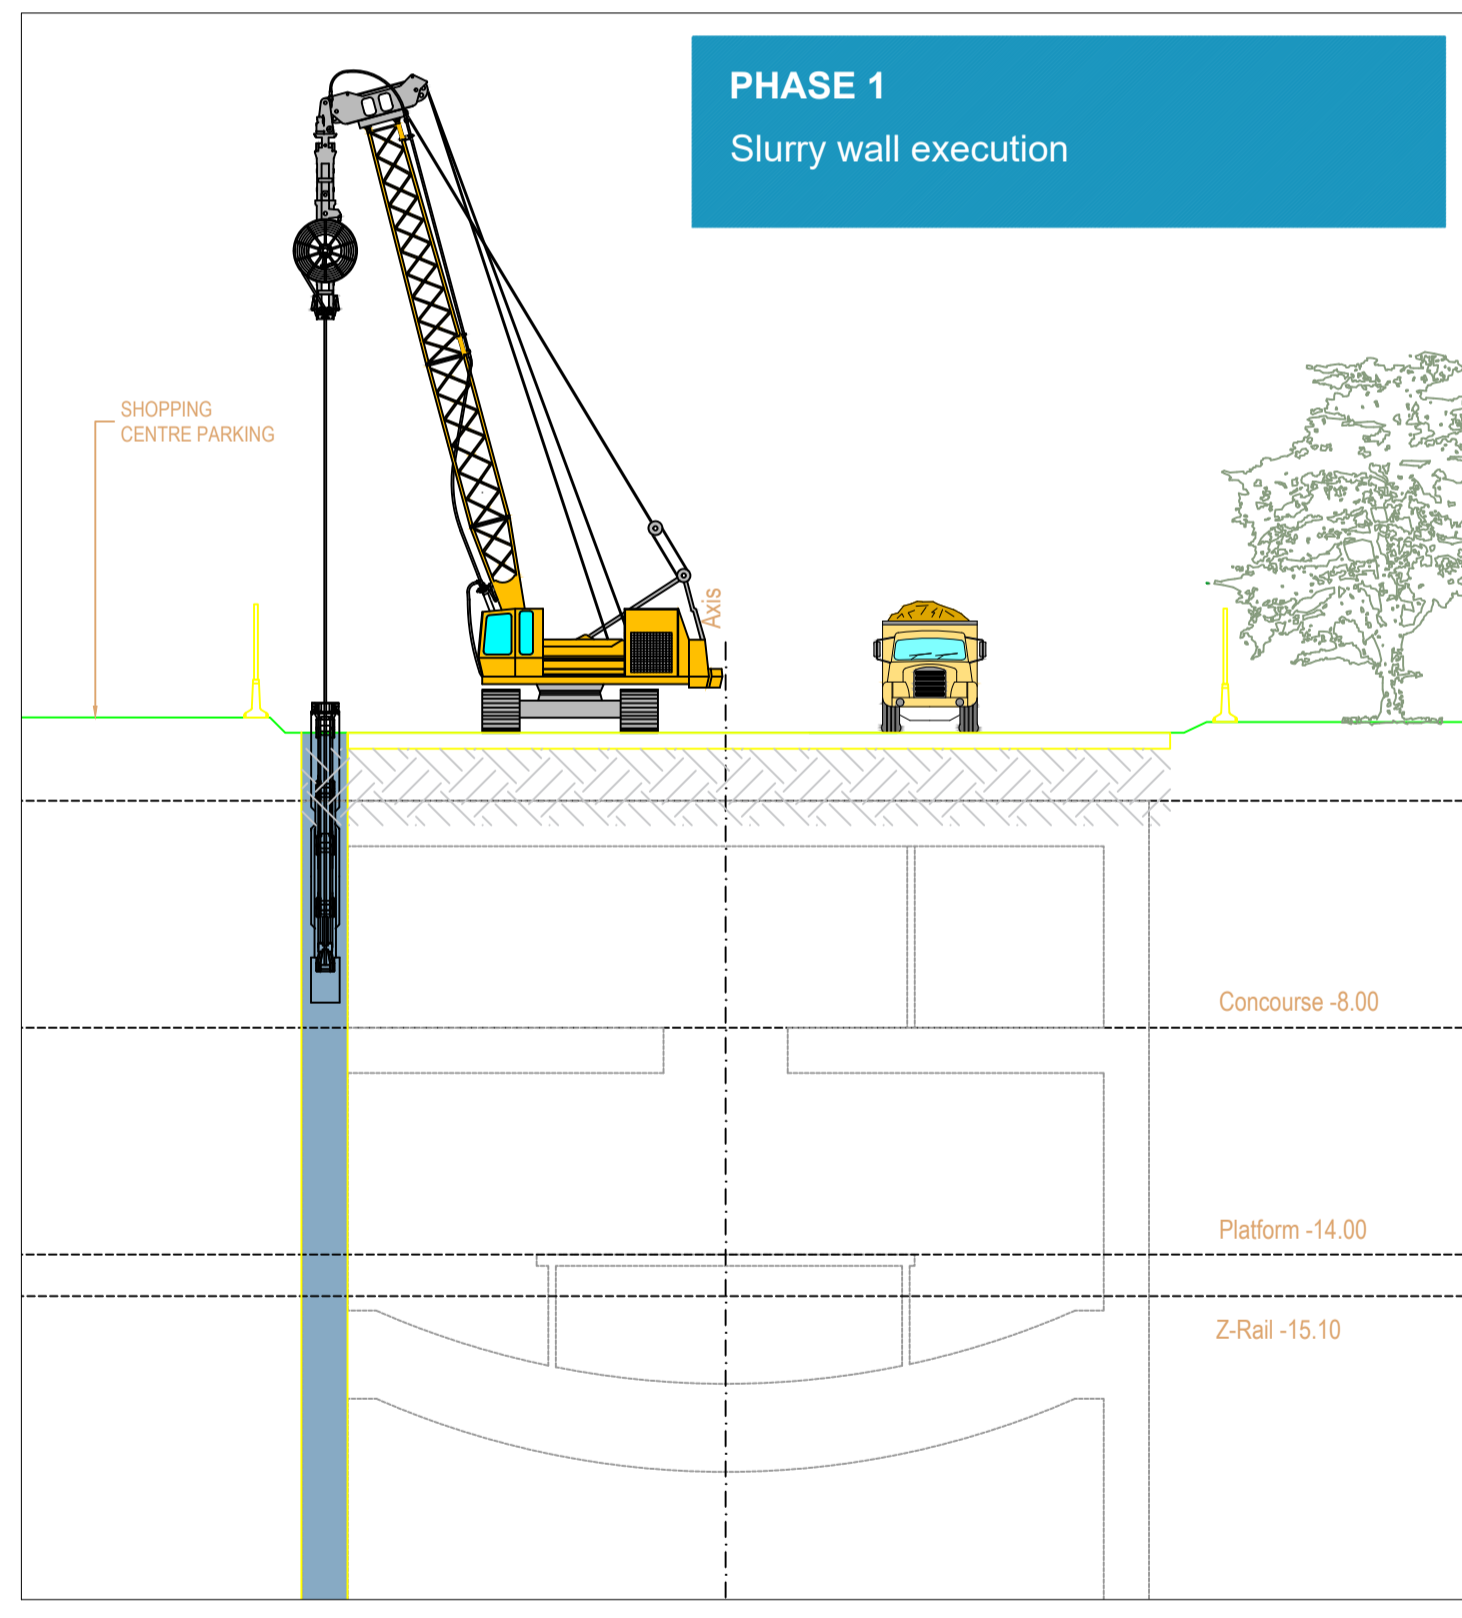 PHASE 1
Slurry wall execution
SHOPPING
CENTRE PARKING
Axis
Concourse -8.00
Platform -14.00
Z-Rail -15.10